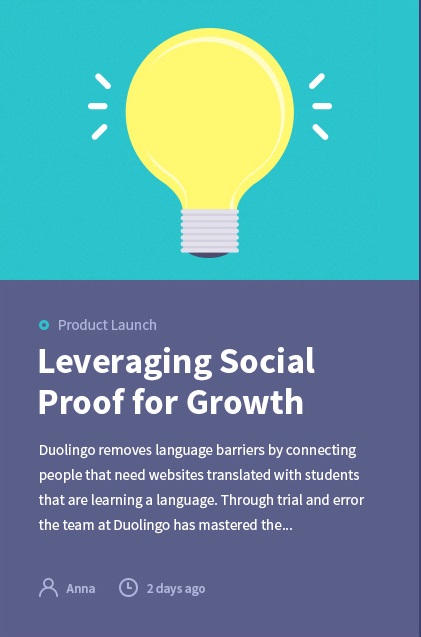 Product Launch
Leveraging Social
Proof for Growth
Duolingo removes language barriers by connecting
people that need websites translated with students
that are learning a language. Through trial and error
the team at Duolingo has mastered the...
Anna 2 days ago